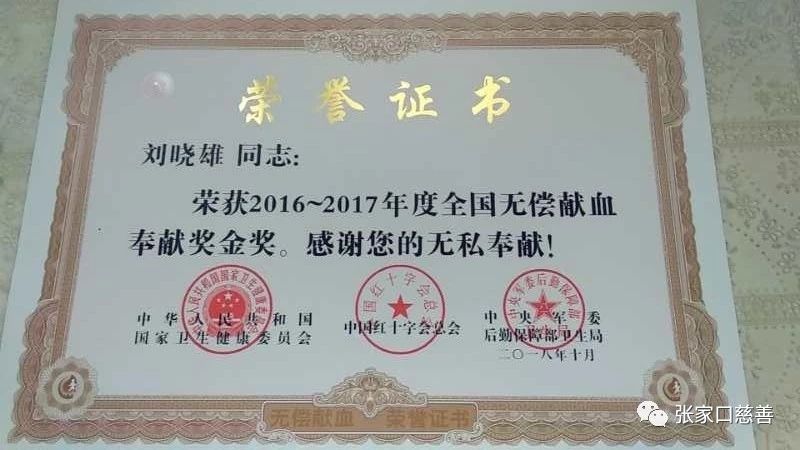 荣誉证书
刘晓雄 同志:
荣获2016~2017年度全国无偿献血
奉献奖金奖。感谢您的无私奉献!
中华人民共和国
国家卫生健康委员会
中国红十字会总会
中央军委
后勤保障部卫生局
二〇一八年十月
无偿献血 荣誉证书
张家口慈善